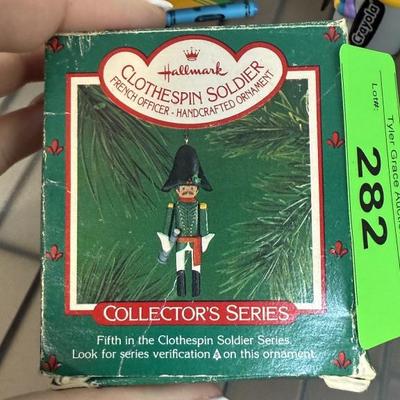 Hallmark
CLOTHESPIN SOLDIER
FRENCH OFFICER - HANDCRAFTED ORNAMENT
COLLECTOR'S SERIES
Fifth in the Clothespin Soldier Series.
Look for series verification on this ornament.
Lot#:
282
Tyler Grace
Crayola